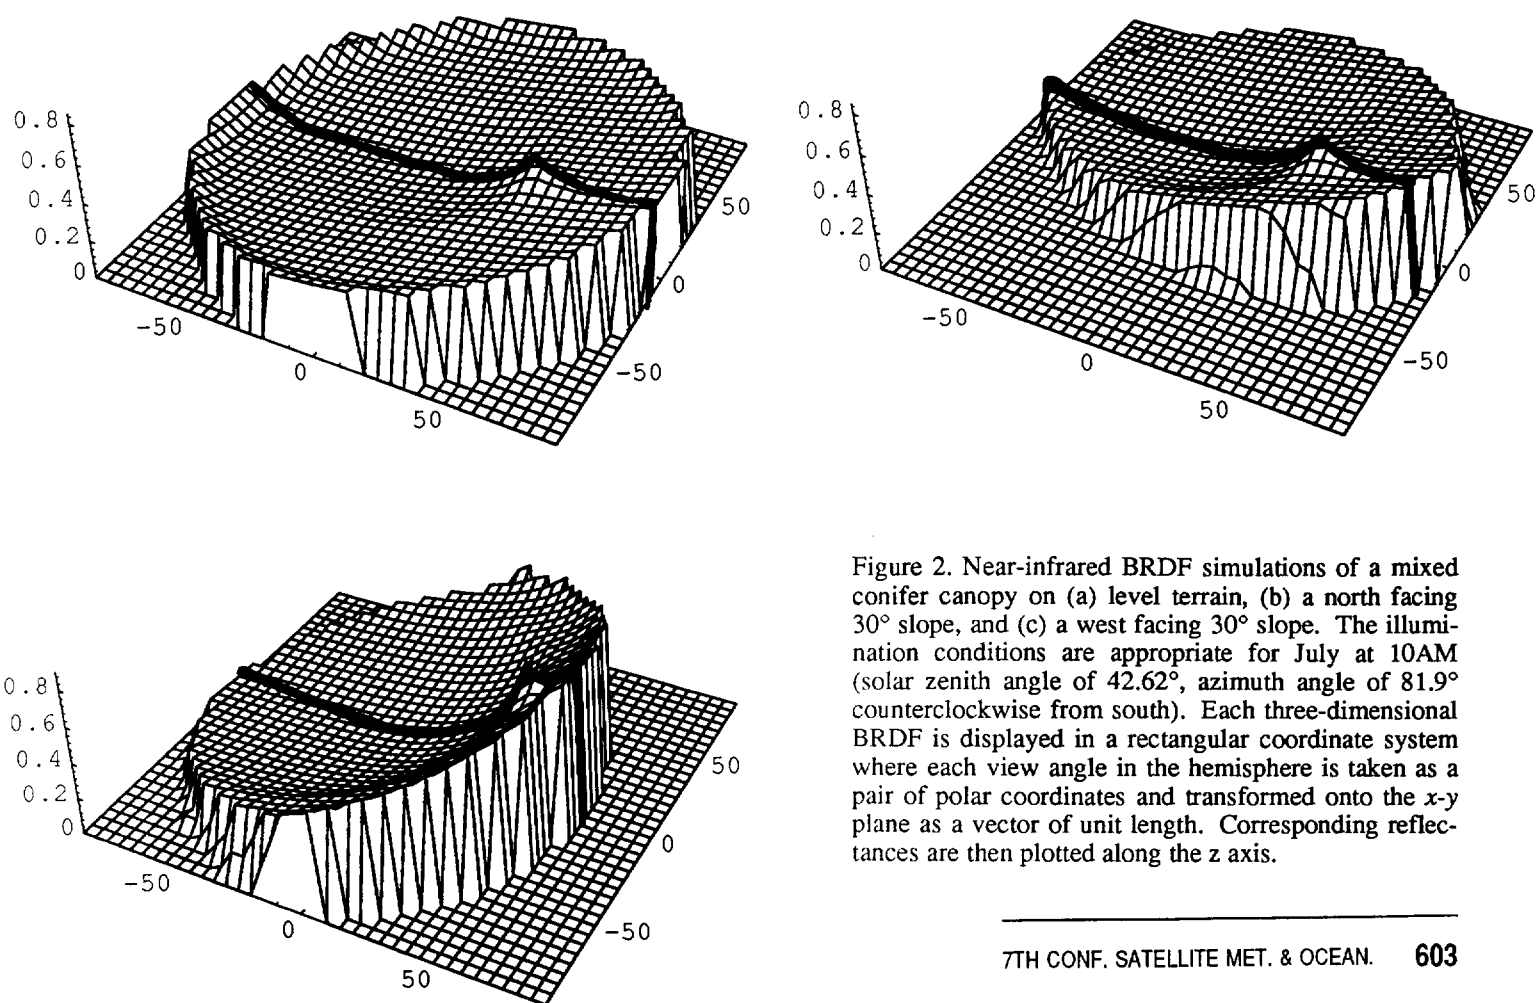 0.8
0.6
0.4
0.2
0
-50
0
50
-50
0
50
0.8
0.6
0.4
0.2
0
-50
0
50
-50
0
50
0.8
0.6
0.4
0.2
0
-50
0
50
-50
0
50
Figure 2. Near-infrared BRDF simulations of a mixed
conifer canopy on (a) level terrain, (b) a north facing
30° slope, and (c) a west facing 30° slope. The illumi-
nation conditions are appropriate for July at 10AM
(solar zenith angle of 42.62°, azimuth angle of 81.9°
counterclockwise from south). Each three-dimensional
BRDF is displayed in a rectangular coordinate system
where each view angle in the hemisphere is taken as a
pair of polar coordinates and transformed onto the x-y
plane as a vector of unit length. Corresponding reflec-
tances are then plotted along the z axis.
7TH CONF. SATELLITE MET. & OCEAN. 603